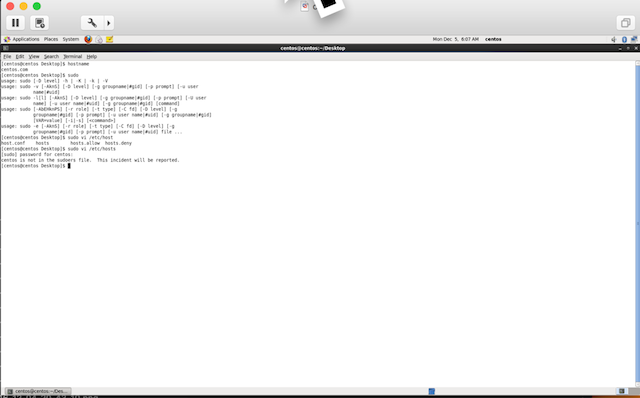 Applications Places System Mon Dec 5, 8:07 AM centos
centos@centos:~/Desktop
File Edit View Search Terminal Help
[centos@centos Desktop]$ hostname
centos.com
[centos@centos Desktop]$ sudo
usage: sudo [-D level] -h | -K | -k | -V
usage: sudo -v [-AknS] [-D level] [-g groupname|#gid] [-p prompt] [-u user
name|#uid]
usage: sudo -l[l] [-AknS] [-D level] [-g groupname|#gid] [-p prompt] [-U user
name] [-u user name|#uid] [-g groupname|#gid] [command]
usage: sudo [-AbEHknPS] [-r role] [-t type] [-C fd] [-D level] [-g
groupname|#gid] [-p prompt] [-u user name|#uid] [-g groupname|#gid]
[VAR=value] [-i|-s] [<command>]
usage: sudo -e [-AknS] [-r role] [-t type] [-C fd] [-D level] [-g
groupname|#gid] [-p prompt] [-u user name|#uid] file ...
[centos@centos Desktop]$ sudo vi /etc/host
host.conf hosts hosts.allow hosts.deny
[centos@centos Desktop]$ sudo vi /etc/hosts
[sudo] password for centos:
centos is not in the sudoers file. This incident will be reported.
[centos@centos Desktop]$
centos@centos:~/Des...